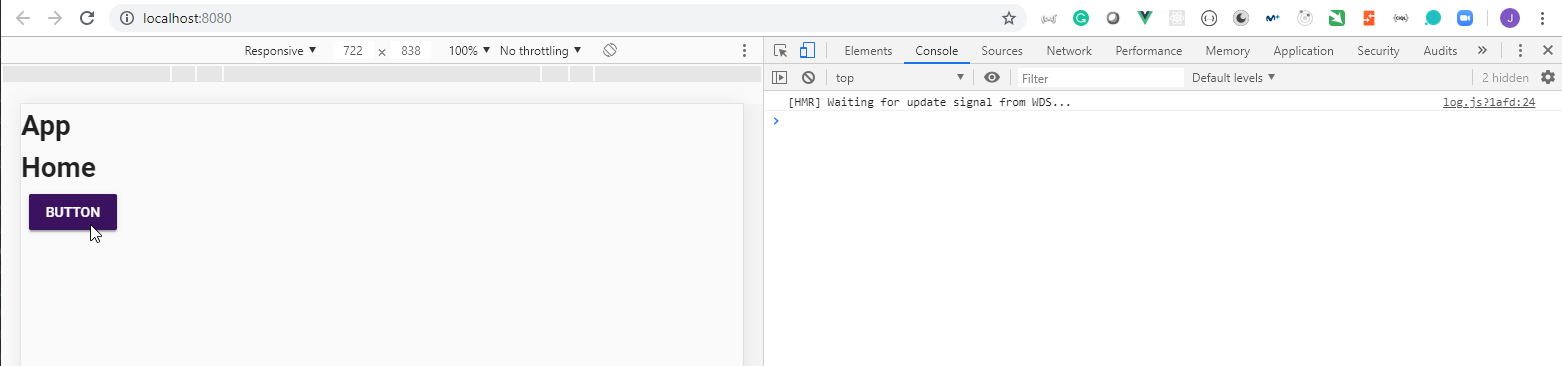 localhost:8080
J
Responsive 722 × 838 100% No throttling
Elements Console Sources Network Performance Memory Application Security Audits »
top Filter Default levels 2 hidden
[HMR] Waiting for update signal from WDS... log.js?1afd:24
App
Home
BUTTON